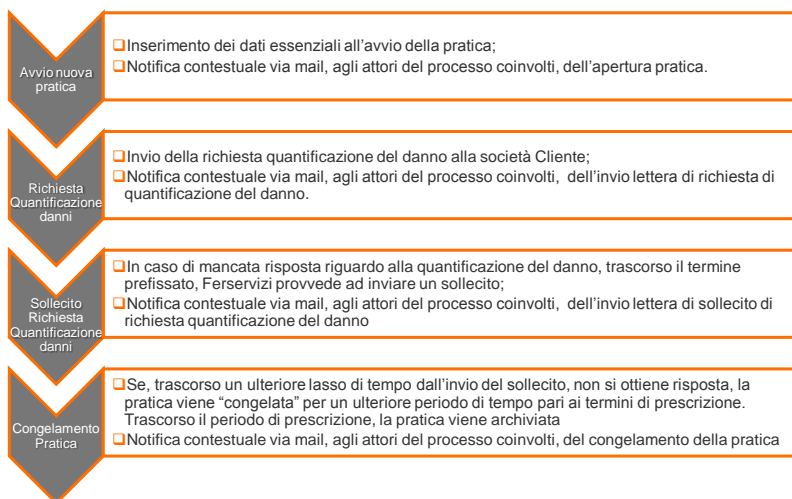 Avvio nuova
pratica
❑Inserimento dei dati essenziali all'avvio della pratica;
❑Notifica contestuale via mail, agli attori del processo coinvolti, dell'apertura pratica.
Richiesta
Quantificazione
danni
❑Invio della richiesta quantificazione del danno alla società Cliente;
❑Notifica contestuale via mail, agli attori del processo coinvolti, dell'invio lettera di richiesta di
quantificazione del danno.
Sollecito
Richiesta
Quantificazione
danni
❑In caso di mancata risposta riguardo alla quantificazione del danno, trascorso il termine
prefissato, Ferservizi provvede ad inviare un sollecito;
❑Notifica contestuale via mail, agli attori del processo coinvolti, dell'invio lettera di sollecito di
richiesta quantificazione del danno
Congelamento
Pratica
❑Se, trascorso un ulteriore lasso di tempo dall'invio del sollecito, non si ottiene risposta, la
pratica viene “congelata” per un ulteriore periodo di tempo pari ai termini di prescrizione.
Trascorso il periodo di prescrizione, la pratica viene archiviata
❑Notifica contestuale via mail, agli attori del processo coinvolti, del congelamento della pratica